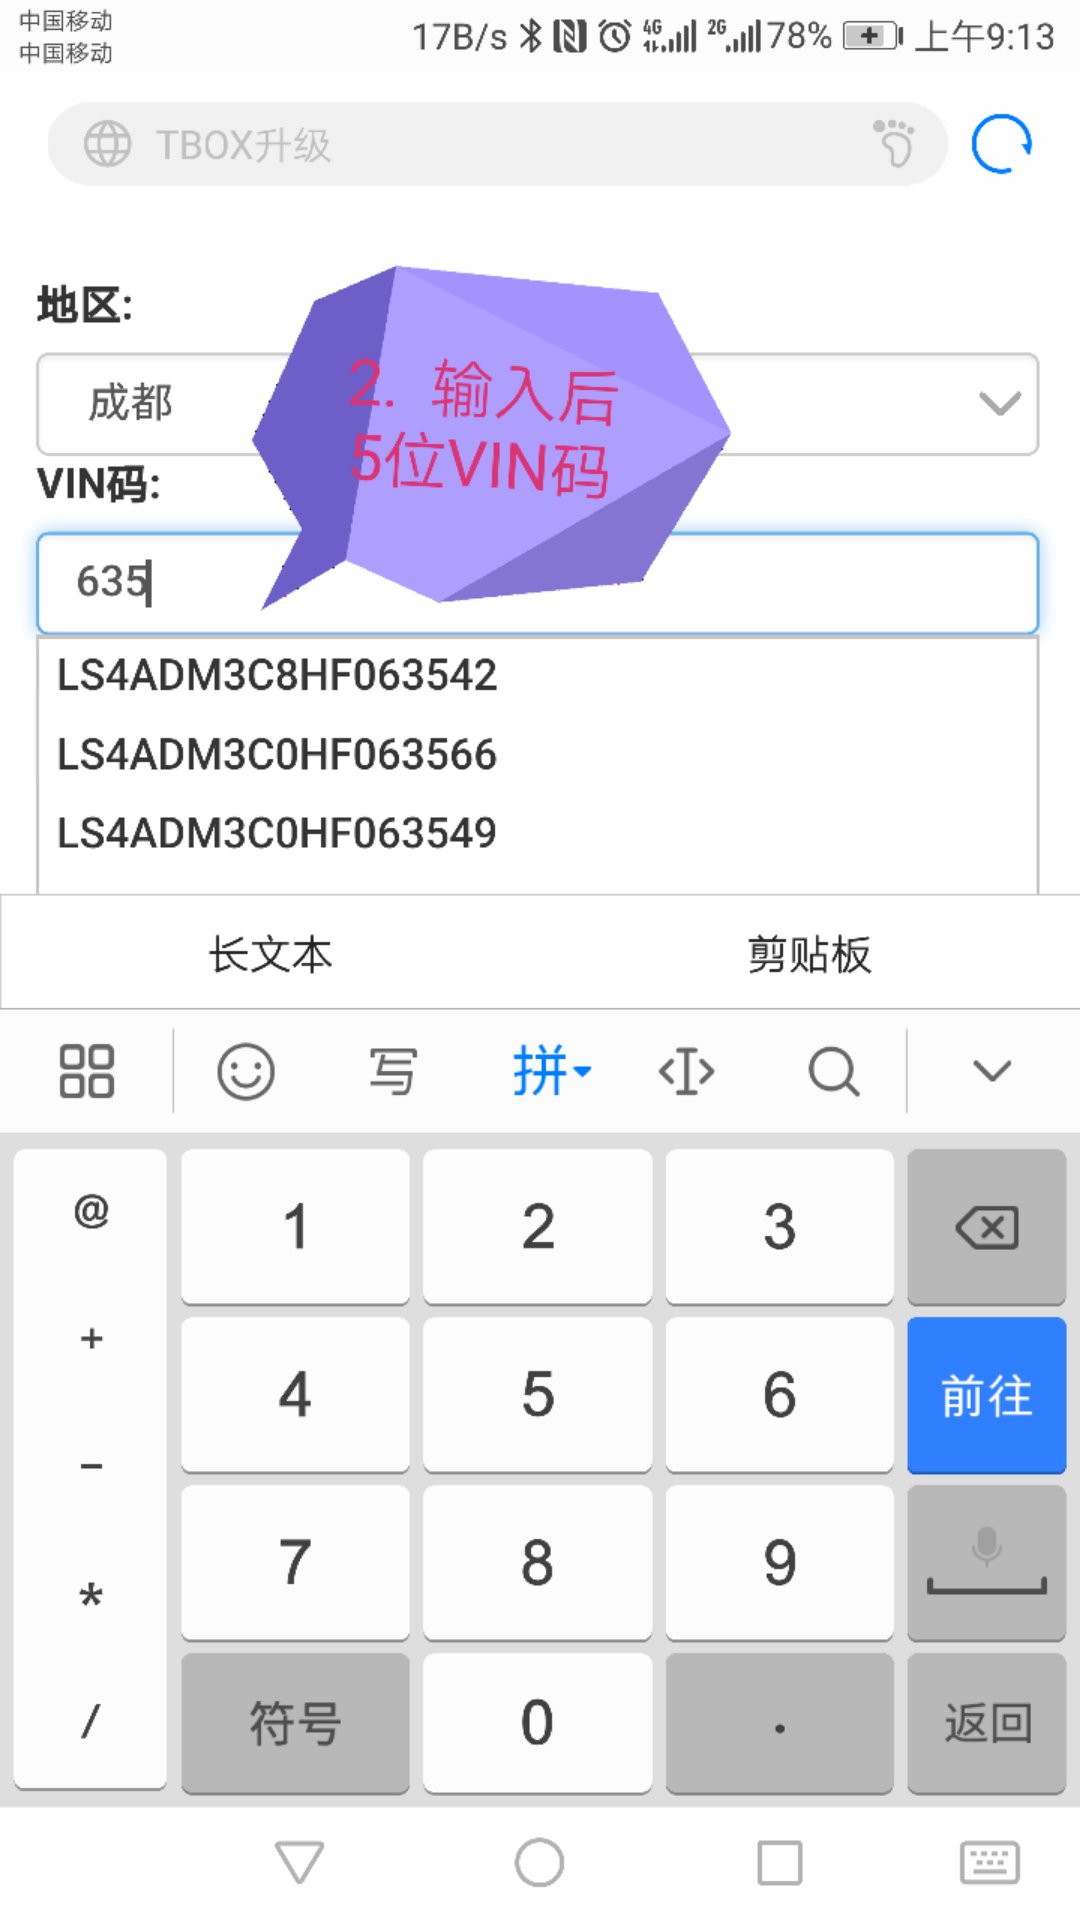 中国移动
中国移动
17B/s 4G 2G 78% 上午9:13
TBOX升级
地区:
成都
2. 输入后
5位VIN码
VIN码:
635
LS4ADM3C8HF063542
LS4ADM3C0HF063566
LS4ADM3C0HF063549
长文本 剪贴板
写 拼
@ 1 2 3
+ 4 5 6 前往
- 7 8 9
*
/ 符号 0 . 返回